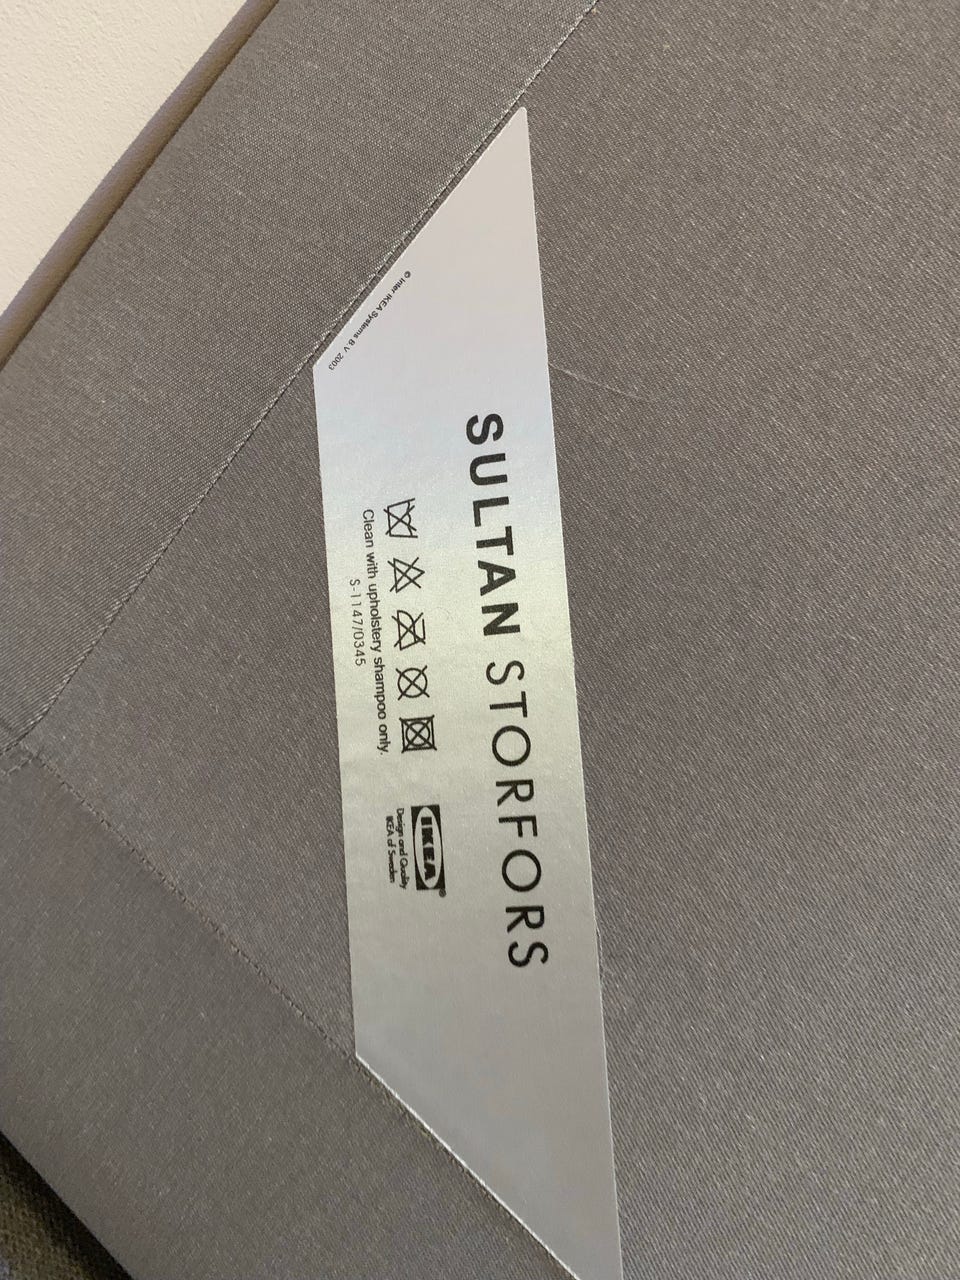 SULTAN STORFORS
Clean with upholstery shampoo only.
S-1147/0345
IKEA®
Design and Quality
IKEA of Sweden
© Inter IKEA Systems B.V. 2003